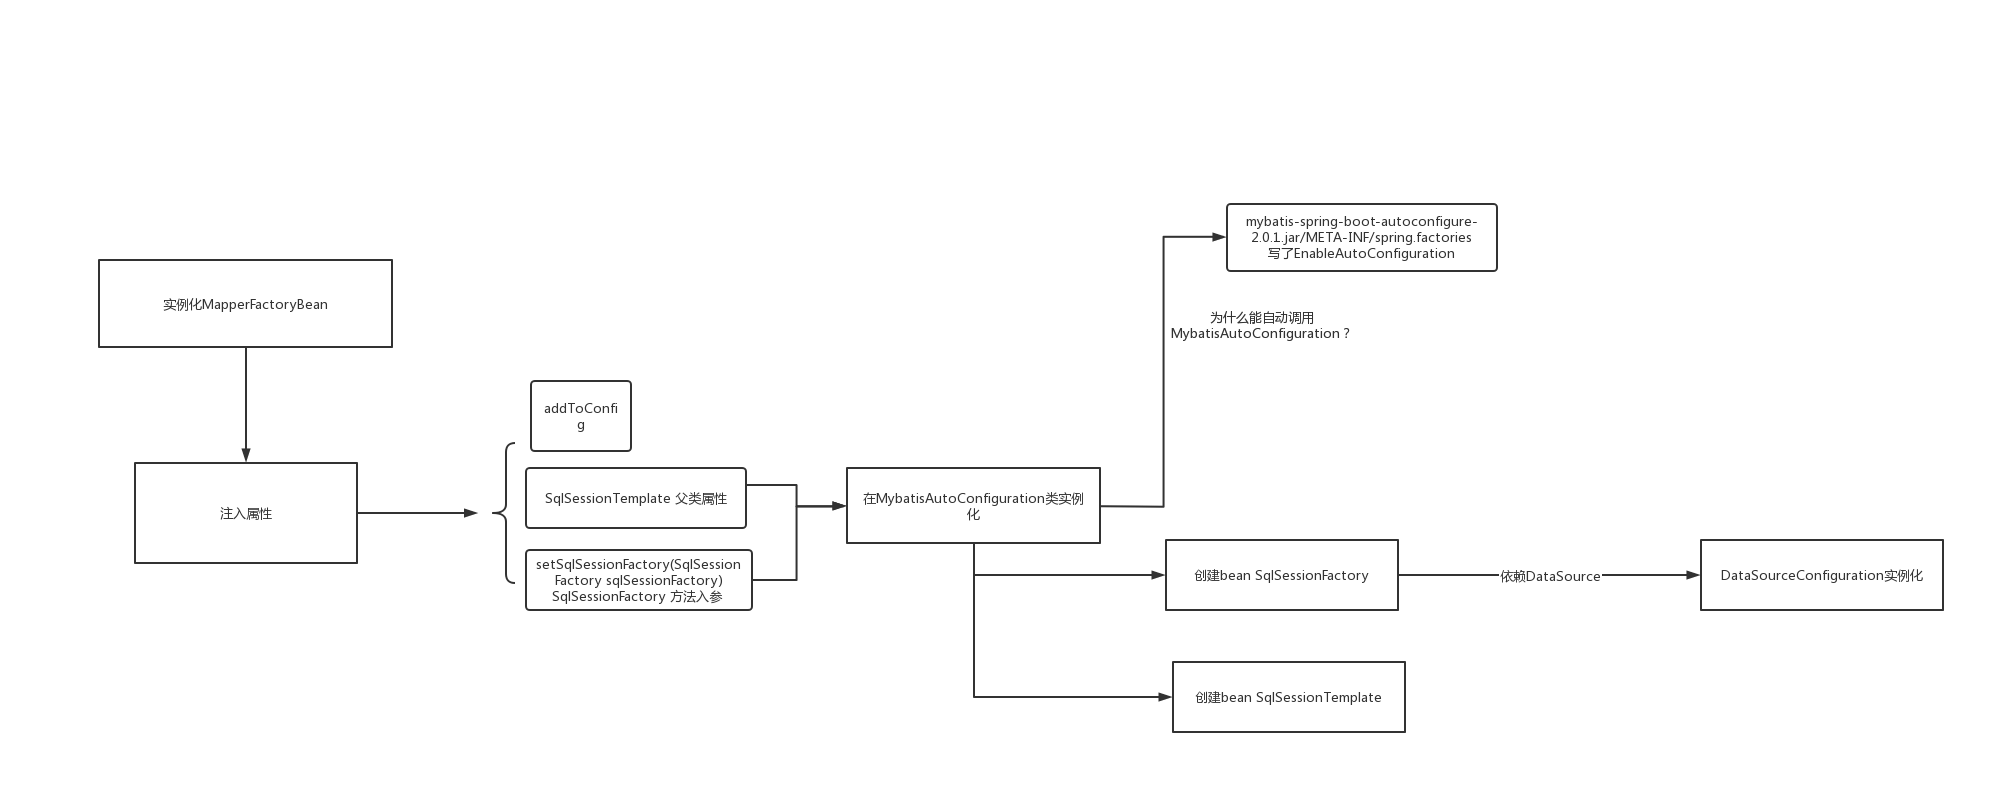 实例化MapperFactoryBean
注入属性
addToConfi
g
SqlSessionTemplate 父类属性
setSqlSessionFactory(SqlSession
Factory sqlSessionFactory)
SqlSessionFactory 方法入参
在MybatisAutoConfiguration类实例
化
mybatis-spring-boot-autoconfigure-
2.0.1.jar/META-INF/spring.factories
写了EnableAutoConfiguration
为什么能自动调用
MybatisAutoConfiguration？
创建bean SqlSessionFactory
依赖DataSource
DataSourceConfiguration实例化
创建bean SqlSessionTemplate